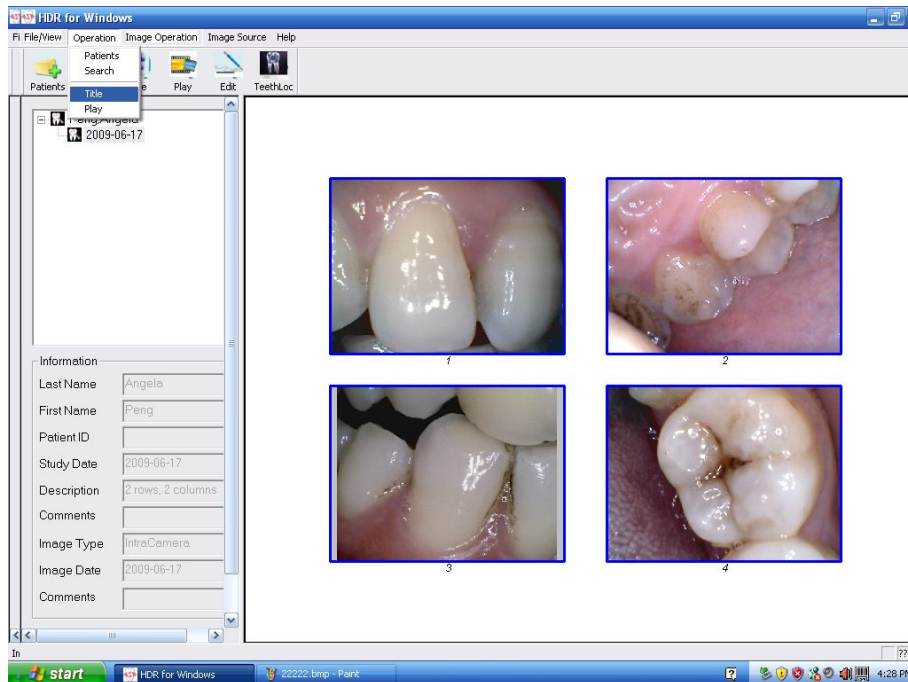 HDR for Windows
Fi File/View Operation Image Operation Image Source Help
Patients
Search
Title
Play
Patients
Play Edit TeethLoc
2009-06-17
1
2
3
4
Information
Last Name Angela
First Name Peng
Patient ID
Study Date 2009-06-17
Description 2 rows, 2 columns
Comments
Image Type IntraCamera
Image Date 2009-06-17
Comments
In
??
start HDR for Windows 22222.bmp - Paint 4:28 PM